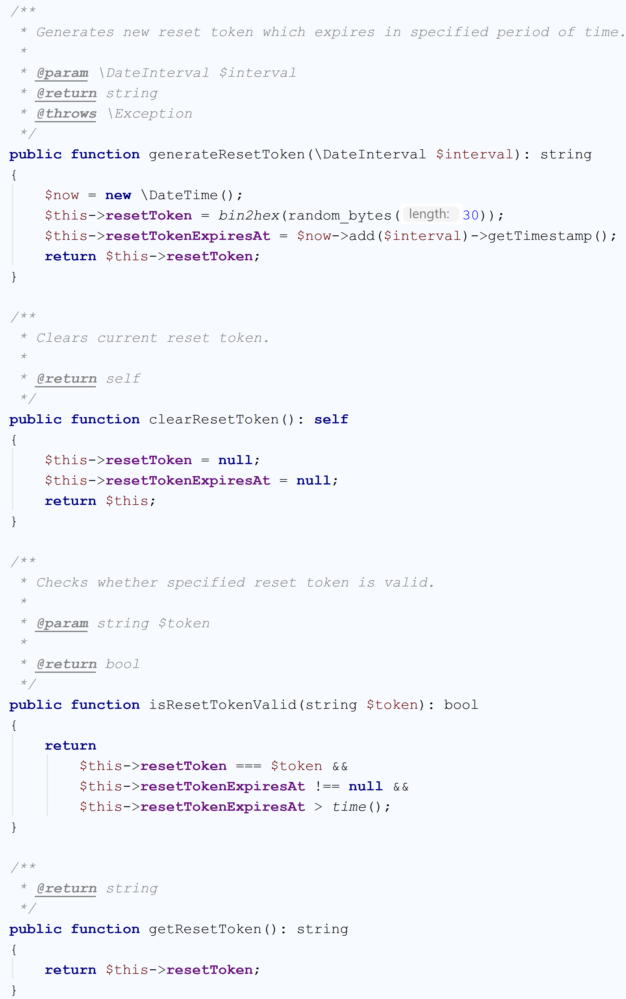 /**
 * Generates new reset token which expires in specified period of time.
 *
 * @param \DateInterval $interval
 * @return string
 * @throws \Exception
 */
public function generateResetToken(\DateInterval $interval): string
{
    $now = new \DateTime();
    $this->resetToken = bin2hex(random_bytes( length: 30));
    $this->resetTokenExpiresAt = $now->add($interval)->getTimestamp();
    return $this->resetToken;
}

/**
 * Clears current reset token.
 *
 * @return self
 */
public function clearResetToken(): self
{
    $this->resetToken = null;
    $this->resetTokenExpiresAt = null;
    return $this;
}

/**
 * Checks whether specified reset token is valid.
 *
 * @param string $token
 *
 * @return bool
 */
public function isResetTokenValid(string $token): bool
{
    return
        $this->resetToken === $token &&
        $this->resetTokenExpiresAt !== null &&
        $this->resetTokenExpiresAt > time();
}

/**
 * @return string
 */
public function getResetToken(): string
{
    return $this->resetToken;
}